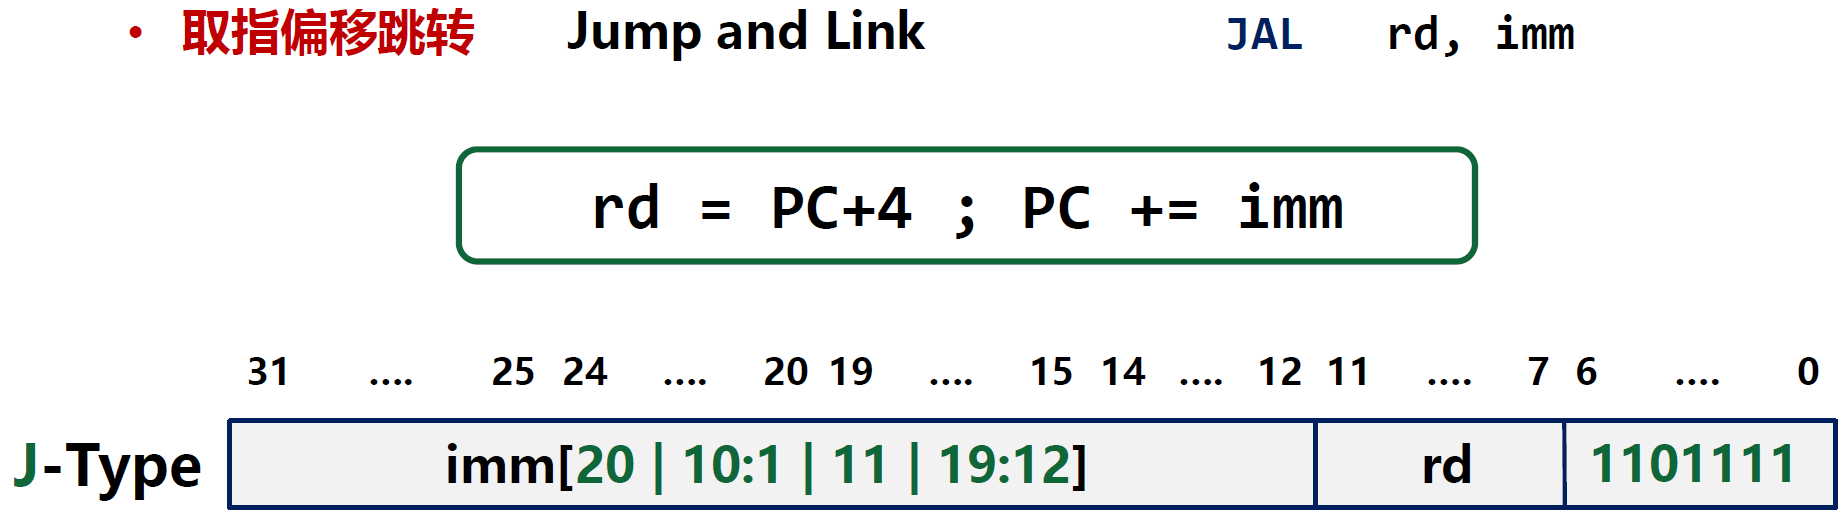 • 取指偏移跳转 Jump and Link JAL rd, imm
rd = PC+4 ; PC += imm
31 .... 25 24 .... 20 19 .... 15 14 .... 12 11 .... 7 6 .... 0
J-Type imm[20 | 10:1 | 11 | 19:12] rd 1101111